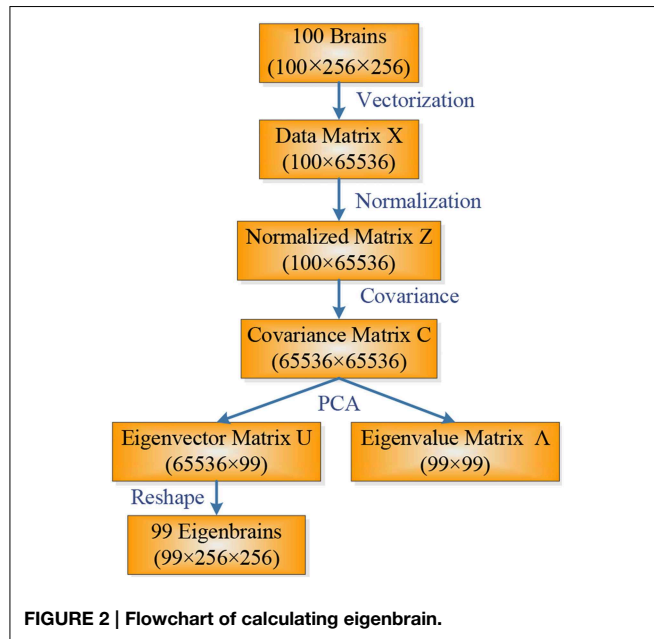 100 Brains
(100×256×256)
Vectorization
Data Matrix X
(100×65536)
Normalization
Normalized Matrix Z
(100×65536)
Covariance
Covariance Matrix C
(65536×65536)
PCA
Eigenvector Matrix U
(65536×99)
Eigenvalue Matrix Λ
(99×99)
Reshape
99 Eigenbrains
(99×256×256)
FIGURE 2 | Flowchart of calculating eigenbrain.